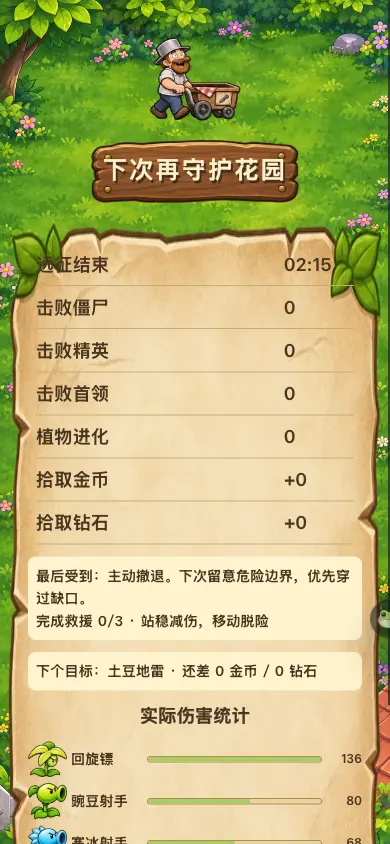 下次再守护花园
远征结束 02:15
击败僵尸 0
击败精英 0
击败首领 0
植物进化 0
拾取金币 +0
拾取钻石 +0
最后受到：主动撤退。下次留意危险边界，优先穿
过缺口。
完成救援 0/3 · 站稳减伤，移动脱险
下个目标：土豆地雷 · 还差 0 金币 / 0 钻石
实际伤害统计
回旋镖 136
豌豆射手 80
寒冰射手 68